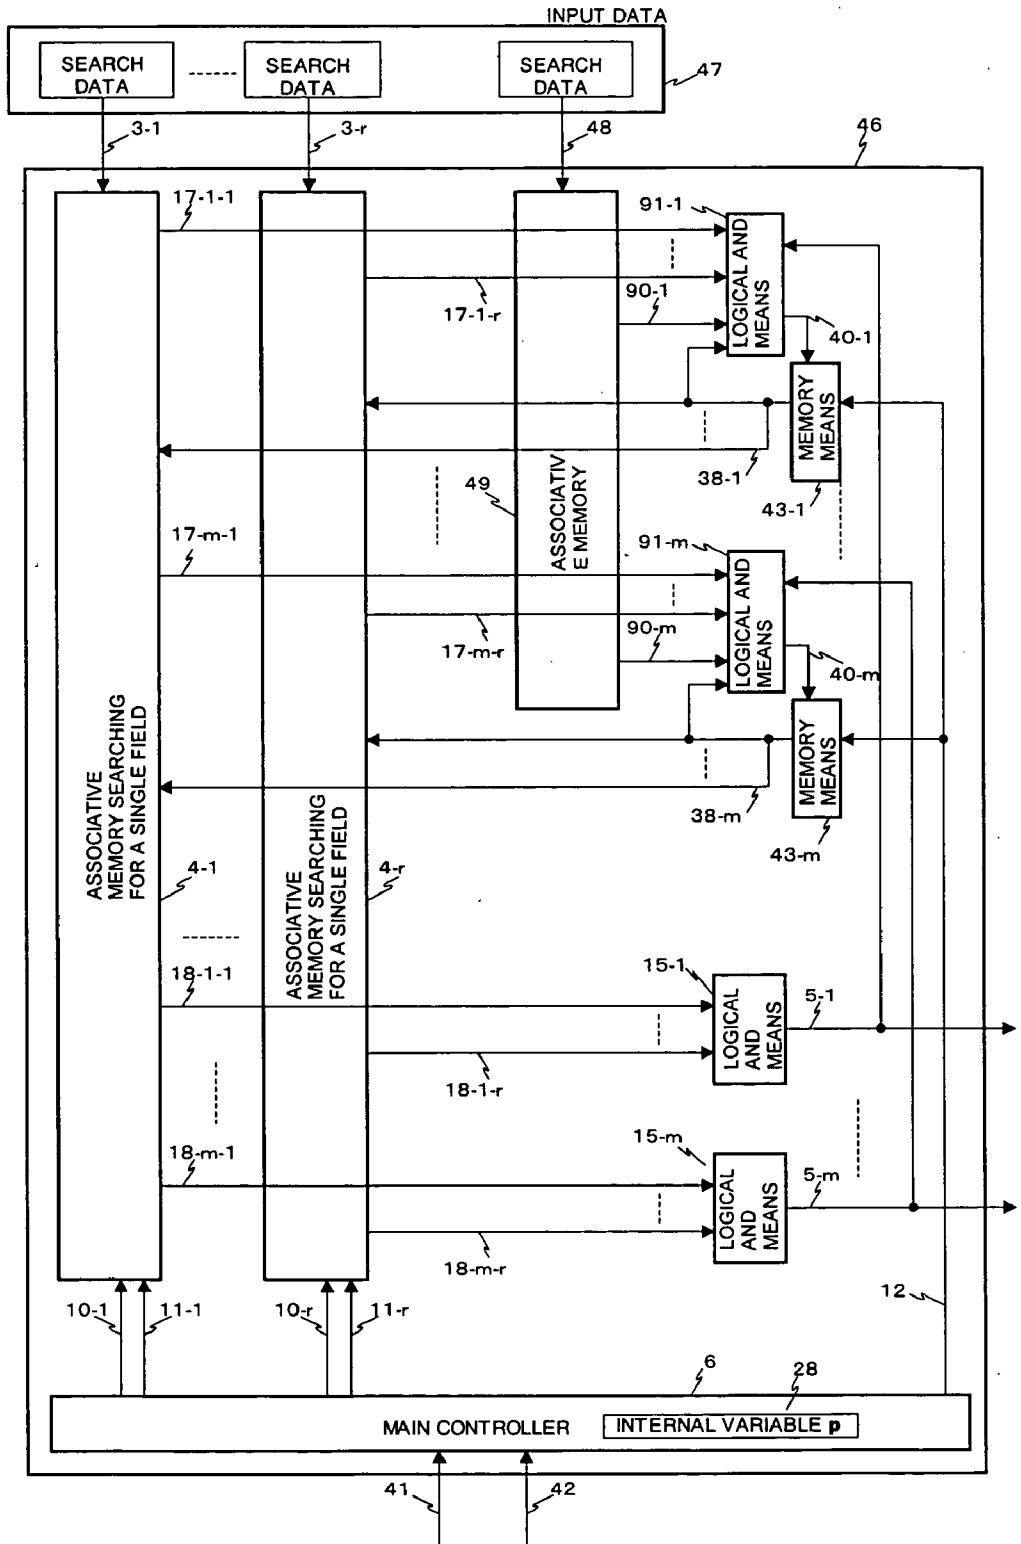 INPUT DATA
SEARCH DATA
SEARCH DATA
SEARCH DATA
47
3-1
3-r
48
46
17-1-1
91-1
LOGICAL AND MEANS
90-1
17-1-r
40-1
MEMORY MEANS
38-1
43-1
49
ASSOCIATIV
E MEMORY
17-m-1
91-m
LOGICAL AND MEANS
90-m
17-m-r
40-m
MEMORY MEANS
38-m
43-m
ASSOCIATIVE
MEMORY SEARCHING
FOR A SINGLE FIELD
4-1
ASSOCIATIVE
MEMORY SEARCHING
FOR A SINGLE FIELD
4-r
18-1-1
15-1
LOGICAL
AND
MEANS
5-1
18-1-r
18-m-1
15-m
LOGICAL
AND
MEANS
5-m
18-m-r
12
10-1
11-1
10-r
11-r
6
28
MAIN CONTROLLER
INTERNAL VARIABLE p
41
42